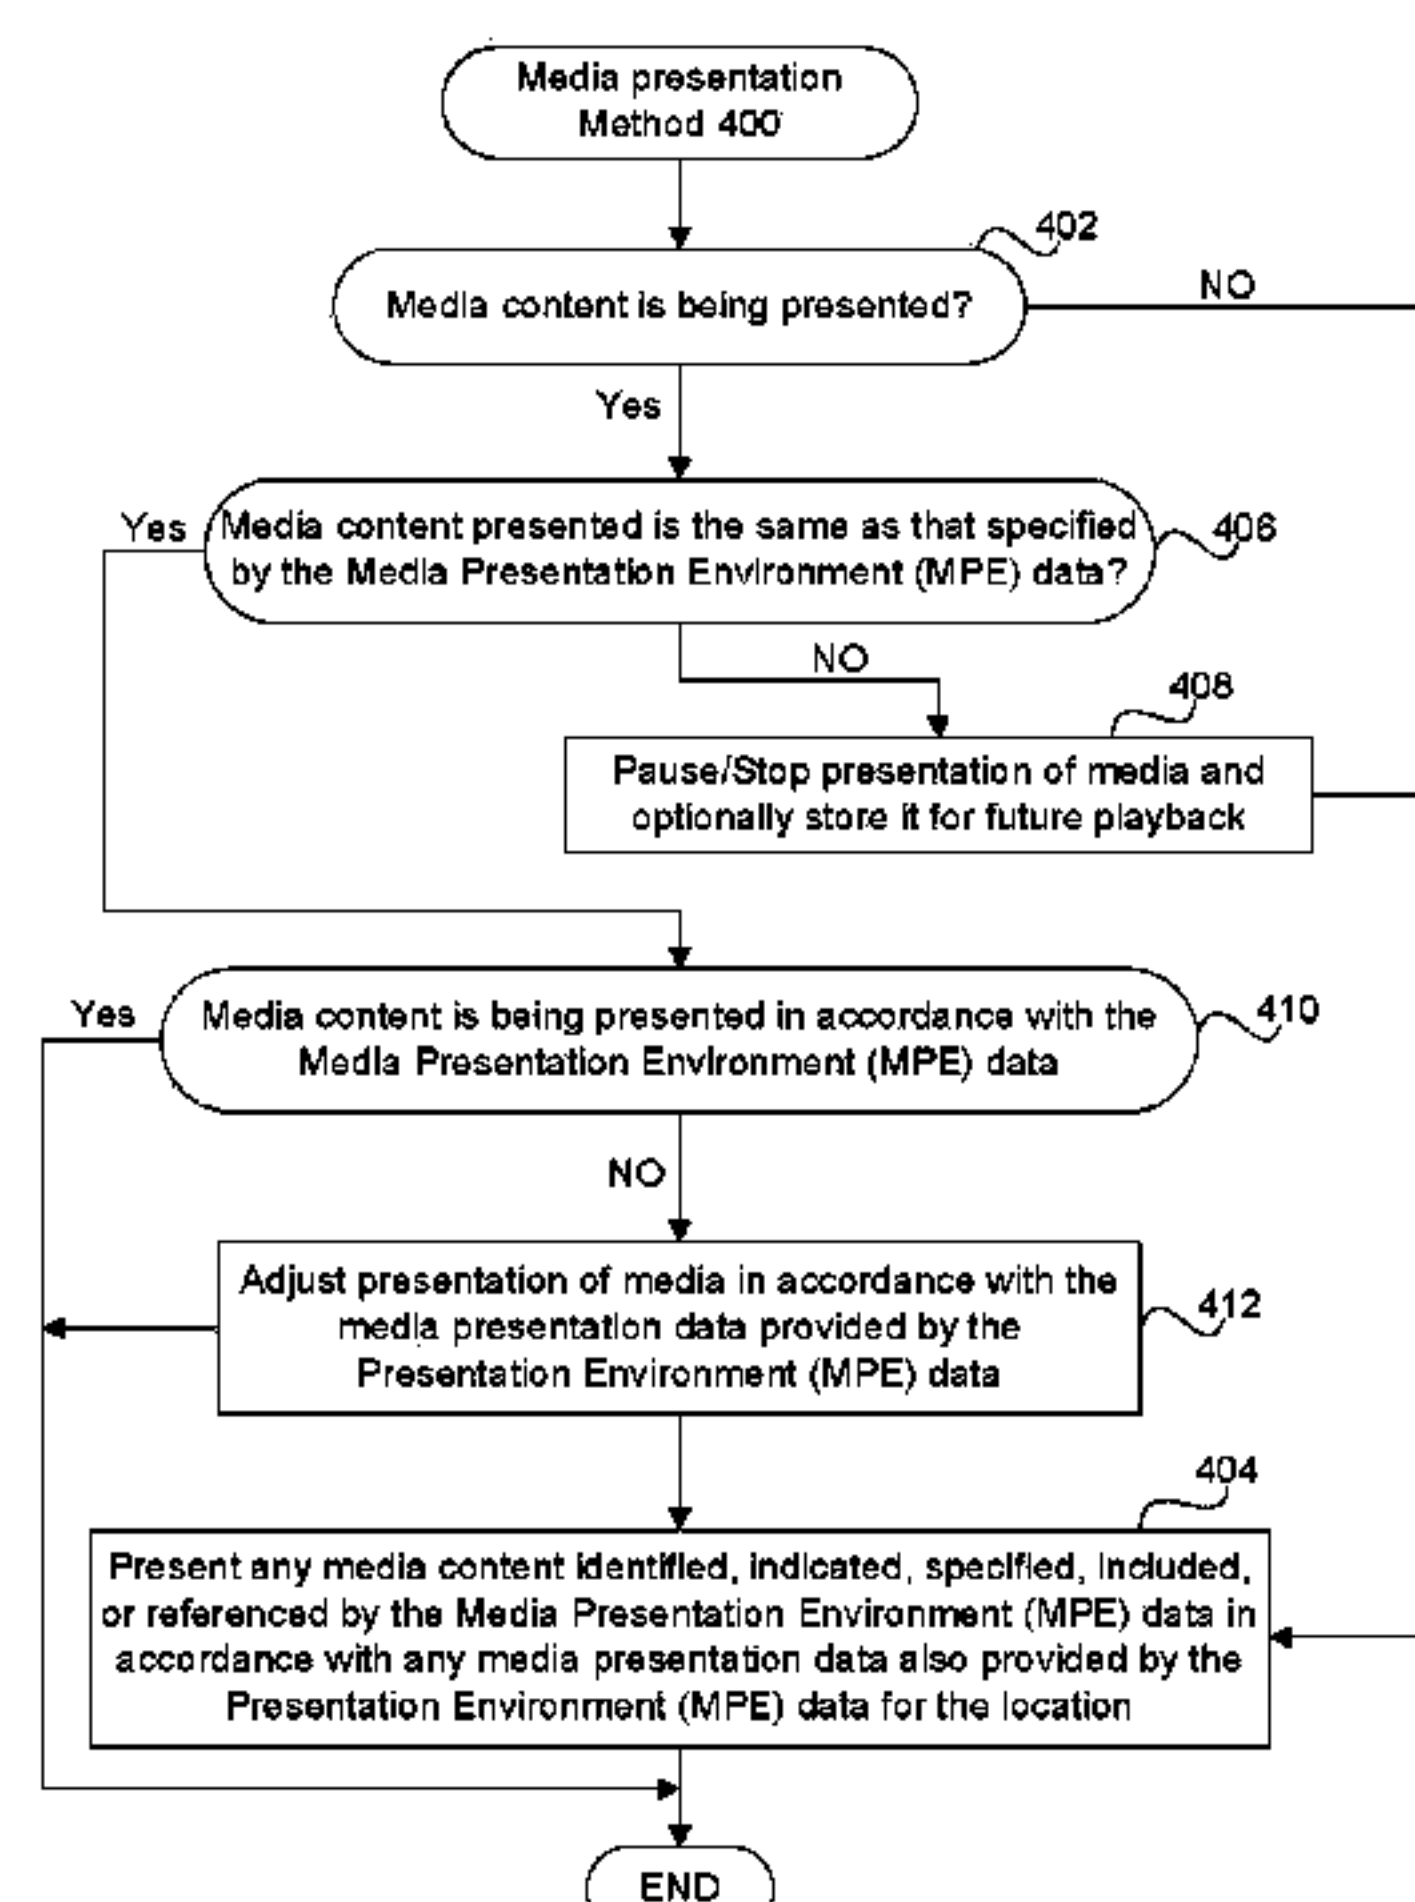 Media presentation
Method 400
402
NO
Media content is being presented?
Yes
Yes
Media content presented is the same as that specified
by the Media Presentation Environment (MPE) data?
406
NO
408
Pause/Stop presentation of media and
optionally store it for future playback
Yes
Media content is being presented in accordance with the
Media Presentation Environment (MPE) data
410
NO
Adjust presentation of media in accordance with the
media presentation data provided by the
Presentation Environment (MPE) data
412
404
Present any media content identified, indicated, specified, included,
or referenced by the Media Presentation Environment (MPE) data in
accordance with any media presentation data also provided by the
Presentation Environment (MPE) data for the location
END